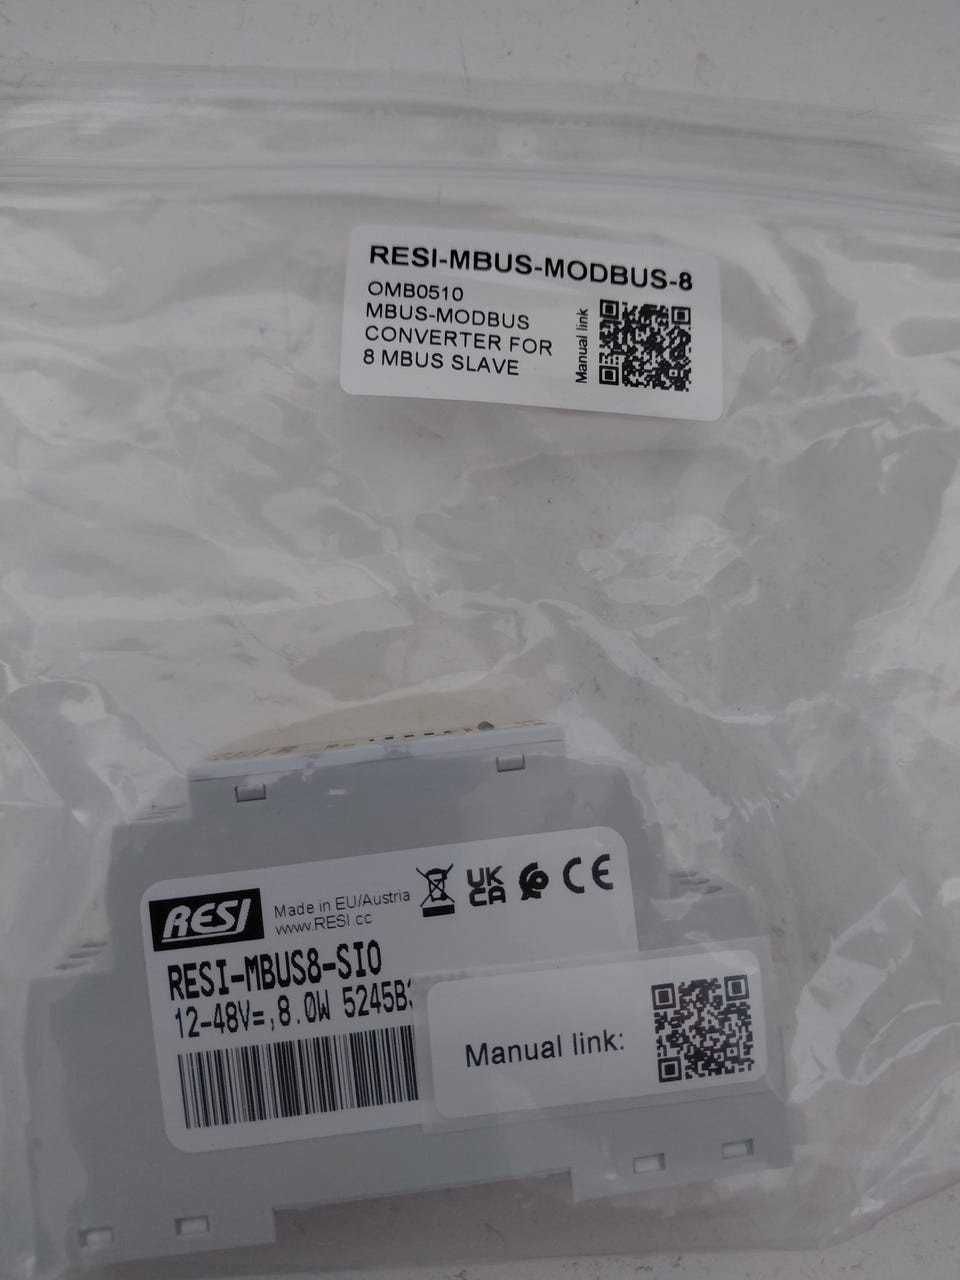 RESI-MBUS-MODBUS-8
OMB0510
MBUS-MODBUS
CONVERTER FOR
8 MBUS SLAVE
Manual link
RESI
Made in EU/Austria
www.RESI.cc
UK
CA
CE
RESI-MBUS8-SIO
12-48V=,8.0W 5245B
Manual link: